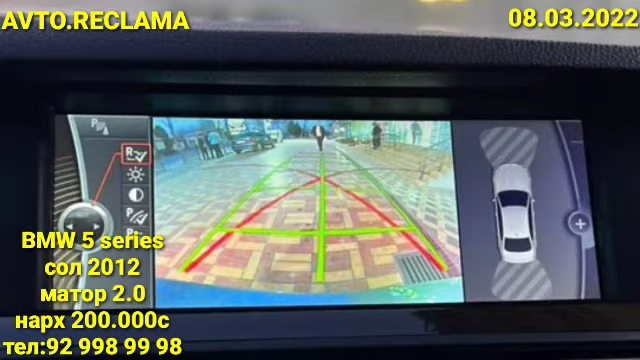 AVTO.RECLAMA
08.03.2022
BMW 5 series
сол 2012
матор 2.0
нарх 200.000с
тел:92 998 99 98